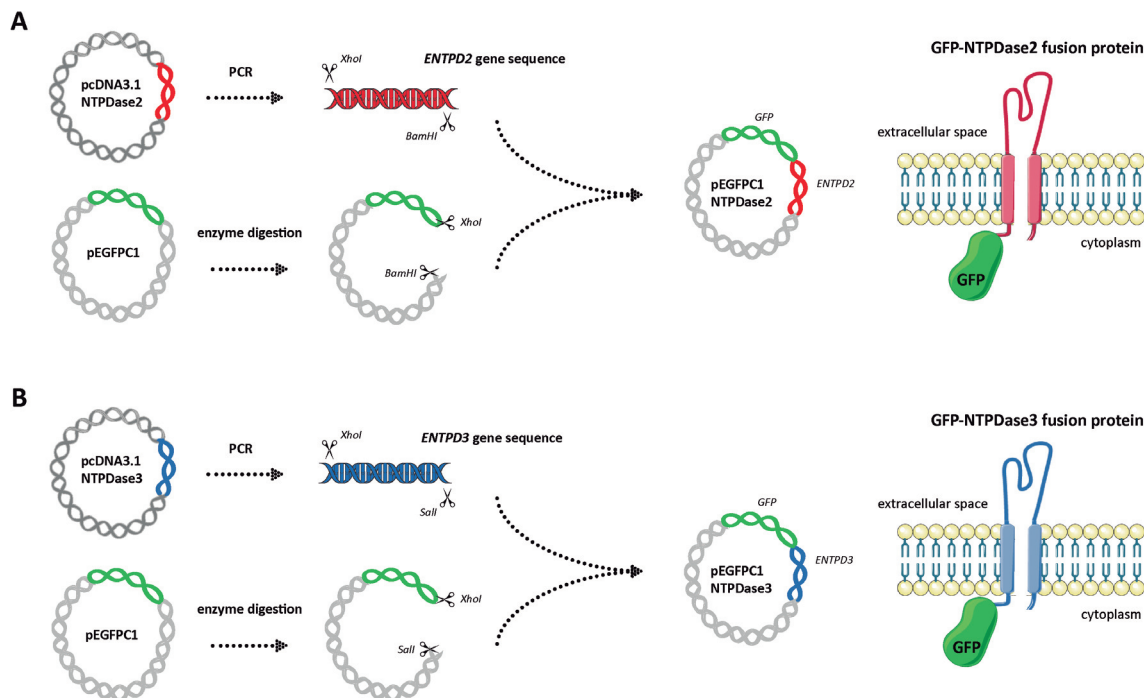 A
pcDNA3.1
NTPDase2
PCR
XhoI
ENTPD2 gene sequence
BamHI
pEGFPC1
enzyme digestion
XhoI
BamHI
GFP
pEGFPC1
NTPDase2
ENTPD2
GFP-NTPDase2 fusion protein
extracellular space
cytoplasm
GFP
B
pcDNA3.1
NTPDase3
PCR
XhoI
ENTPD3 gene sequence
SalI
pEGFPC1
enzyme digestion
XhoI
SalI
GFP
pEGFPC1
NTPDase3
ENTPD3
GFP-NTPDase3 fusion protein
extracellular space
cytoplasm
GFP